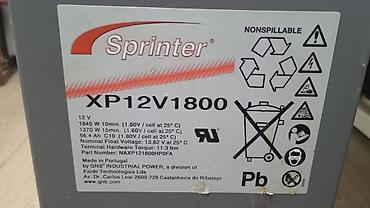 Sprinter
NONSPILLABLE
XP12V1800
12 V
1840 W 10min. (1.60V / cell at 25° C)
1370 W 15min. (1.60V / cell at 25° C)
56.4 Ah C10 (1.80V / cell at 25° C)
Nominal Float Voltage: 13.62 V at 25° C
Terminal Hardware Torque: 11.3 Nm
Part Number: NAXP121800HP0FA
Made in Portugal
by GNB® INDUSTRIAL POWER, a division of
Exide Technologies Lda
Av. Dr. Carlos Leal 2600-729 Castanheira do Ribatejo
www.gnb.com
Pb